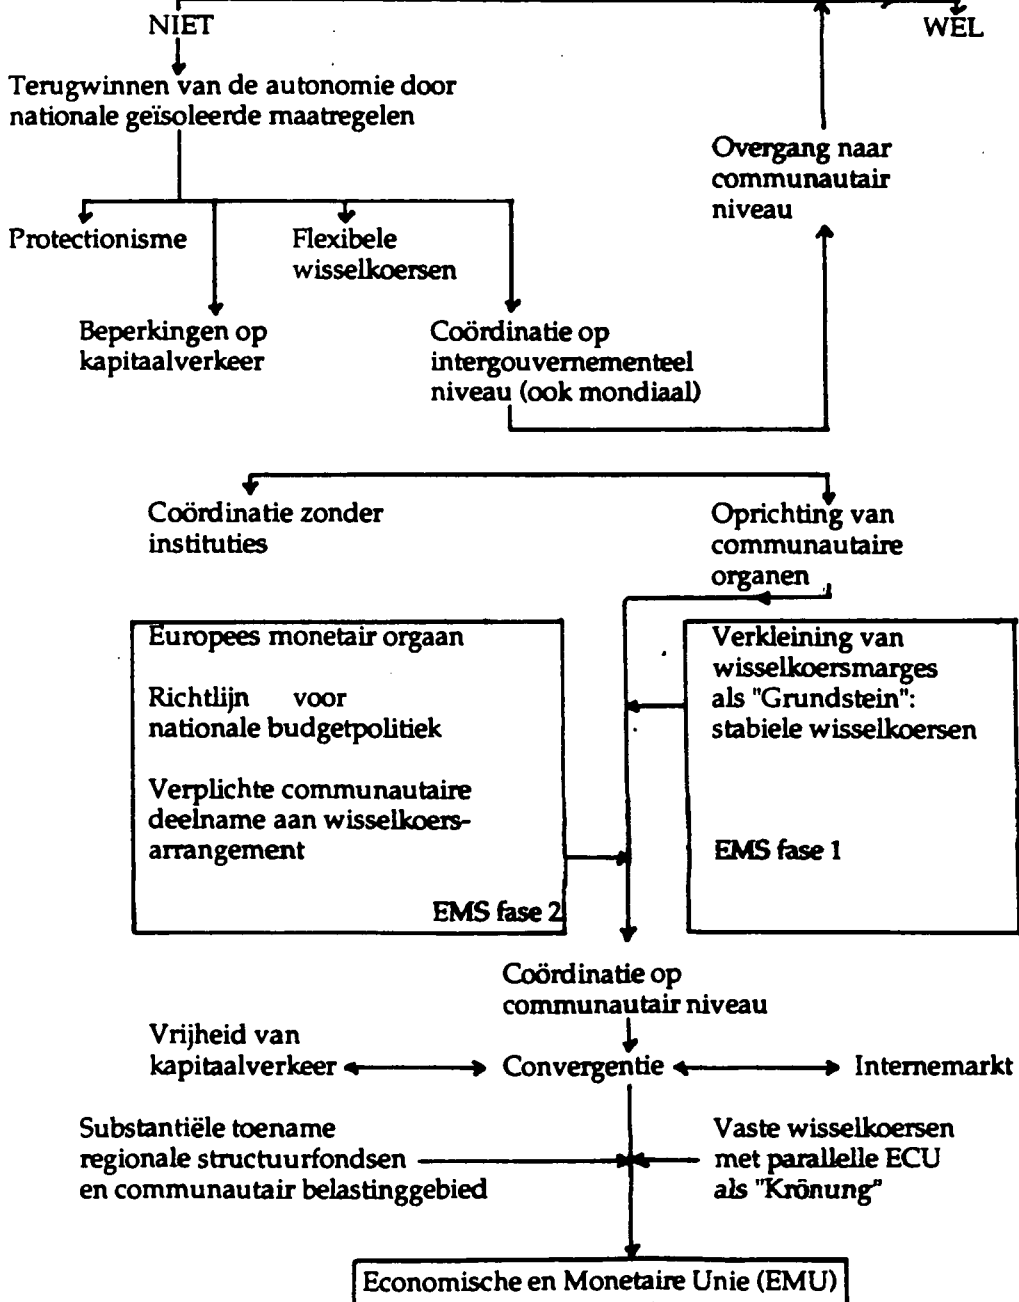 NIET
WEL
Terugwinnen van de autonomie door
nationale geïsoleerde maatregelen
Overgang naar
communautair
niveau
Protectionisme
Flexibele
wisselkoersen
Beperkingen op
kapitaalverkeer
Coördinatie op
intergouvernementeel
niveau (ook mondiaal)
Coördinatie zonder
instituties
Oprichting van
communautaire
organen
Europees monetair orgaan
Richtlijn voor
nationale budgetpolitiek
Verplichte communautaire
deelname aan wisselkoers-
arrangement
EMS fase 2
Verkleining van
wisselkoersmarges
als "Grundstein":
stabiele wisselkoersen
EMS fase 1
Coördinatie op
communautair niveau
Vrijheid van
kapitaalverkeer
Convergentie
Internemarkt
Substantiële toename
regionale structuurfondsen
en communautair belastinggebied
Vaste wisselkoersen
met parallelle ECU
als "Krönung"
Economische en Monetaire Unie (EMU)